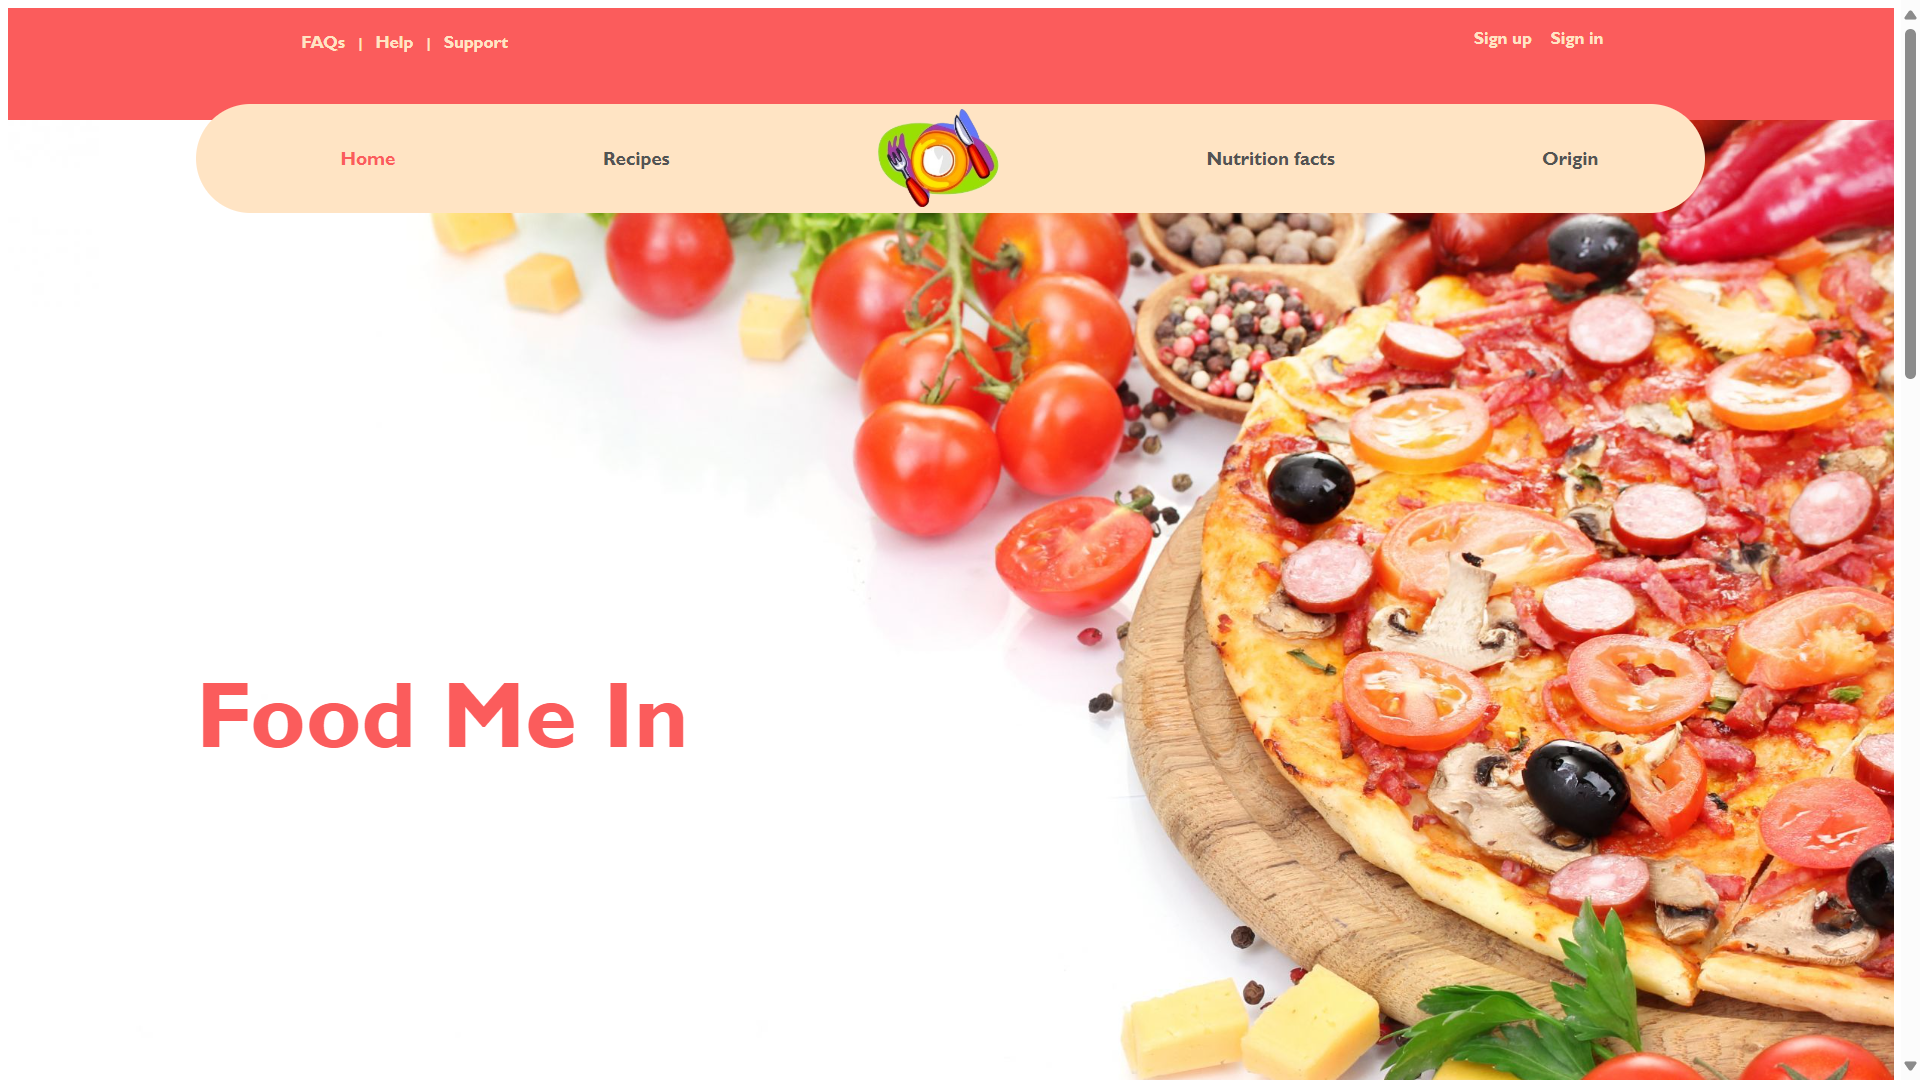 FAQs | Help | Support
Sign up Sign in
Home Recipes Nutrition facts Origin
Food Me In